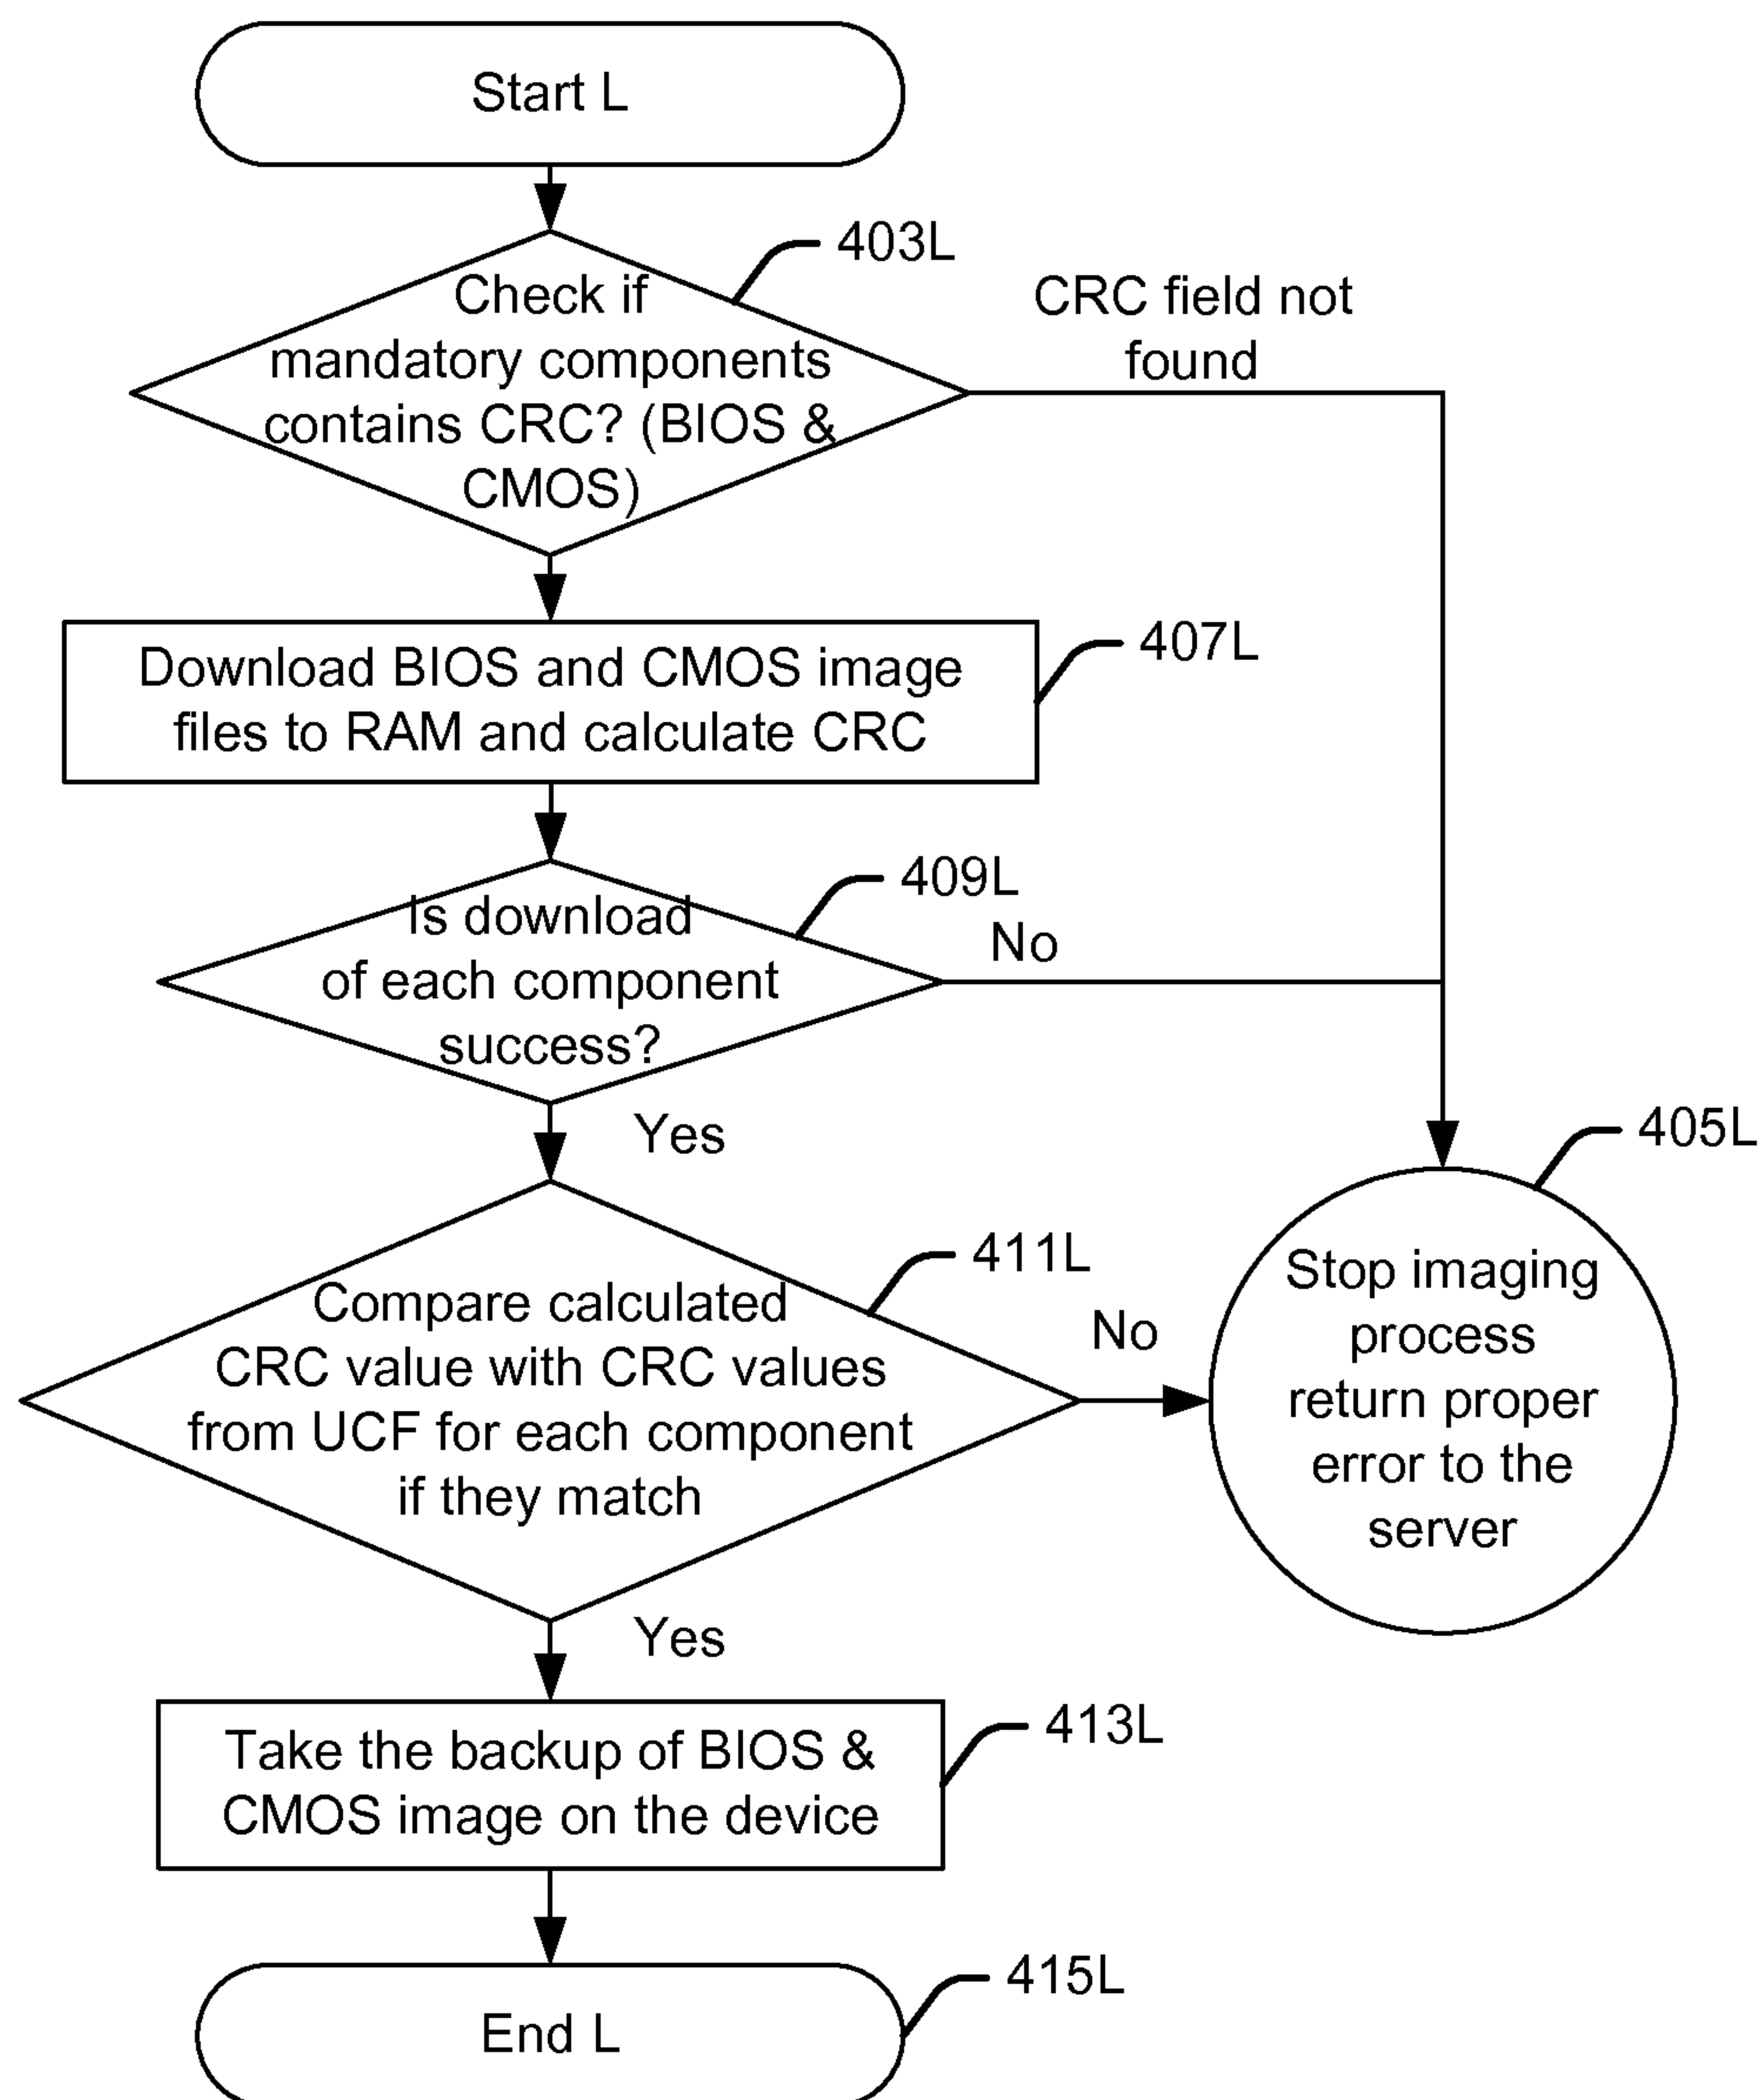 Start L
403L
Check if
mandatory components
contains CRC? (BIOS &
CMOS)
CRC field not
found
407L
Download BIOS and CMOS image
files to RAM and calculate CRC
409L
Is download
of each component
success?
No
Yes
405L
411L
Compare calculated
CRC value with CRC values
from UCF for each component
if they match
No
Stop imaging
process
return proper
error to the
server
Yes
413L
Take the backup of BIOS &
CMOS image on the device
415L
End L